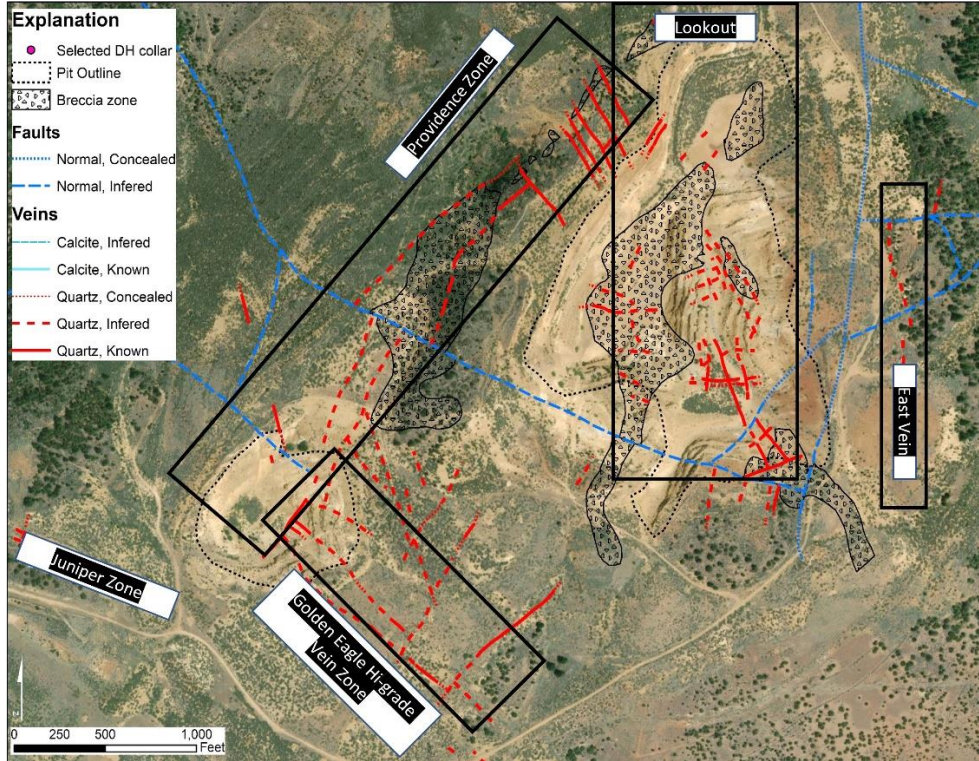 Explanation
Selected DH collar
Pit Outline
Breccia zone
Faults
Normal, Concealed
Normal, Infered
Veins
Calcite, Infered
Calcite, Known
Quartz, Concealed
Quartz, Infered
Quartz, Known
Providence Zone
Lookout
East Vein
Juniper Zone
Golden Eagle Hi-grade
Vein Zone
0 250 500 1,000
Feet